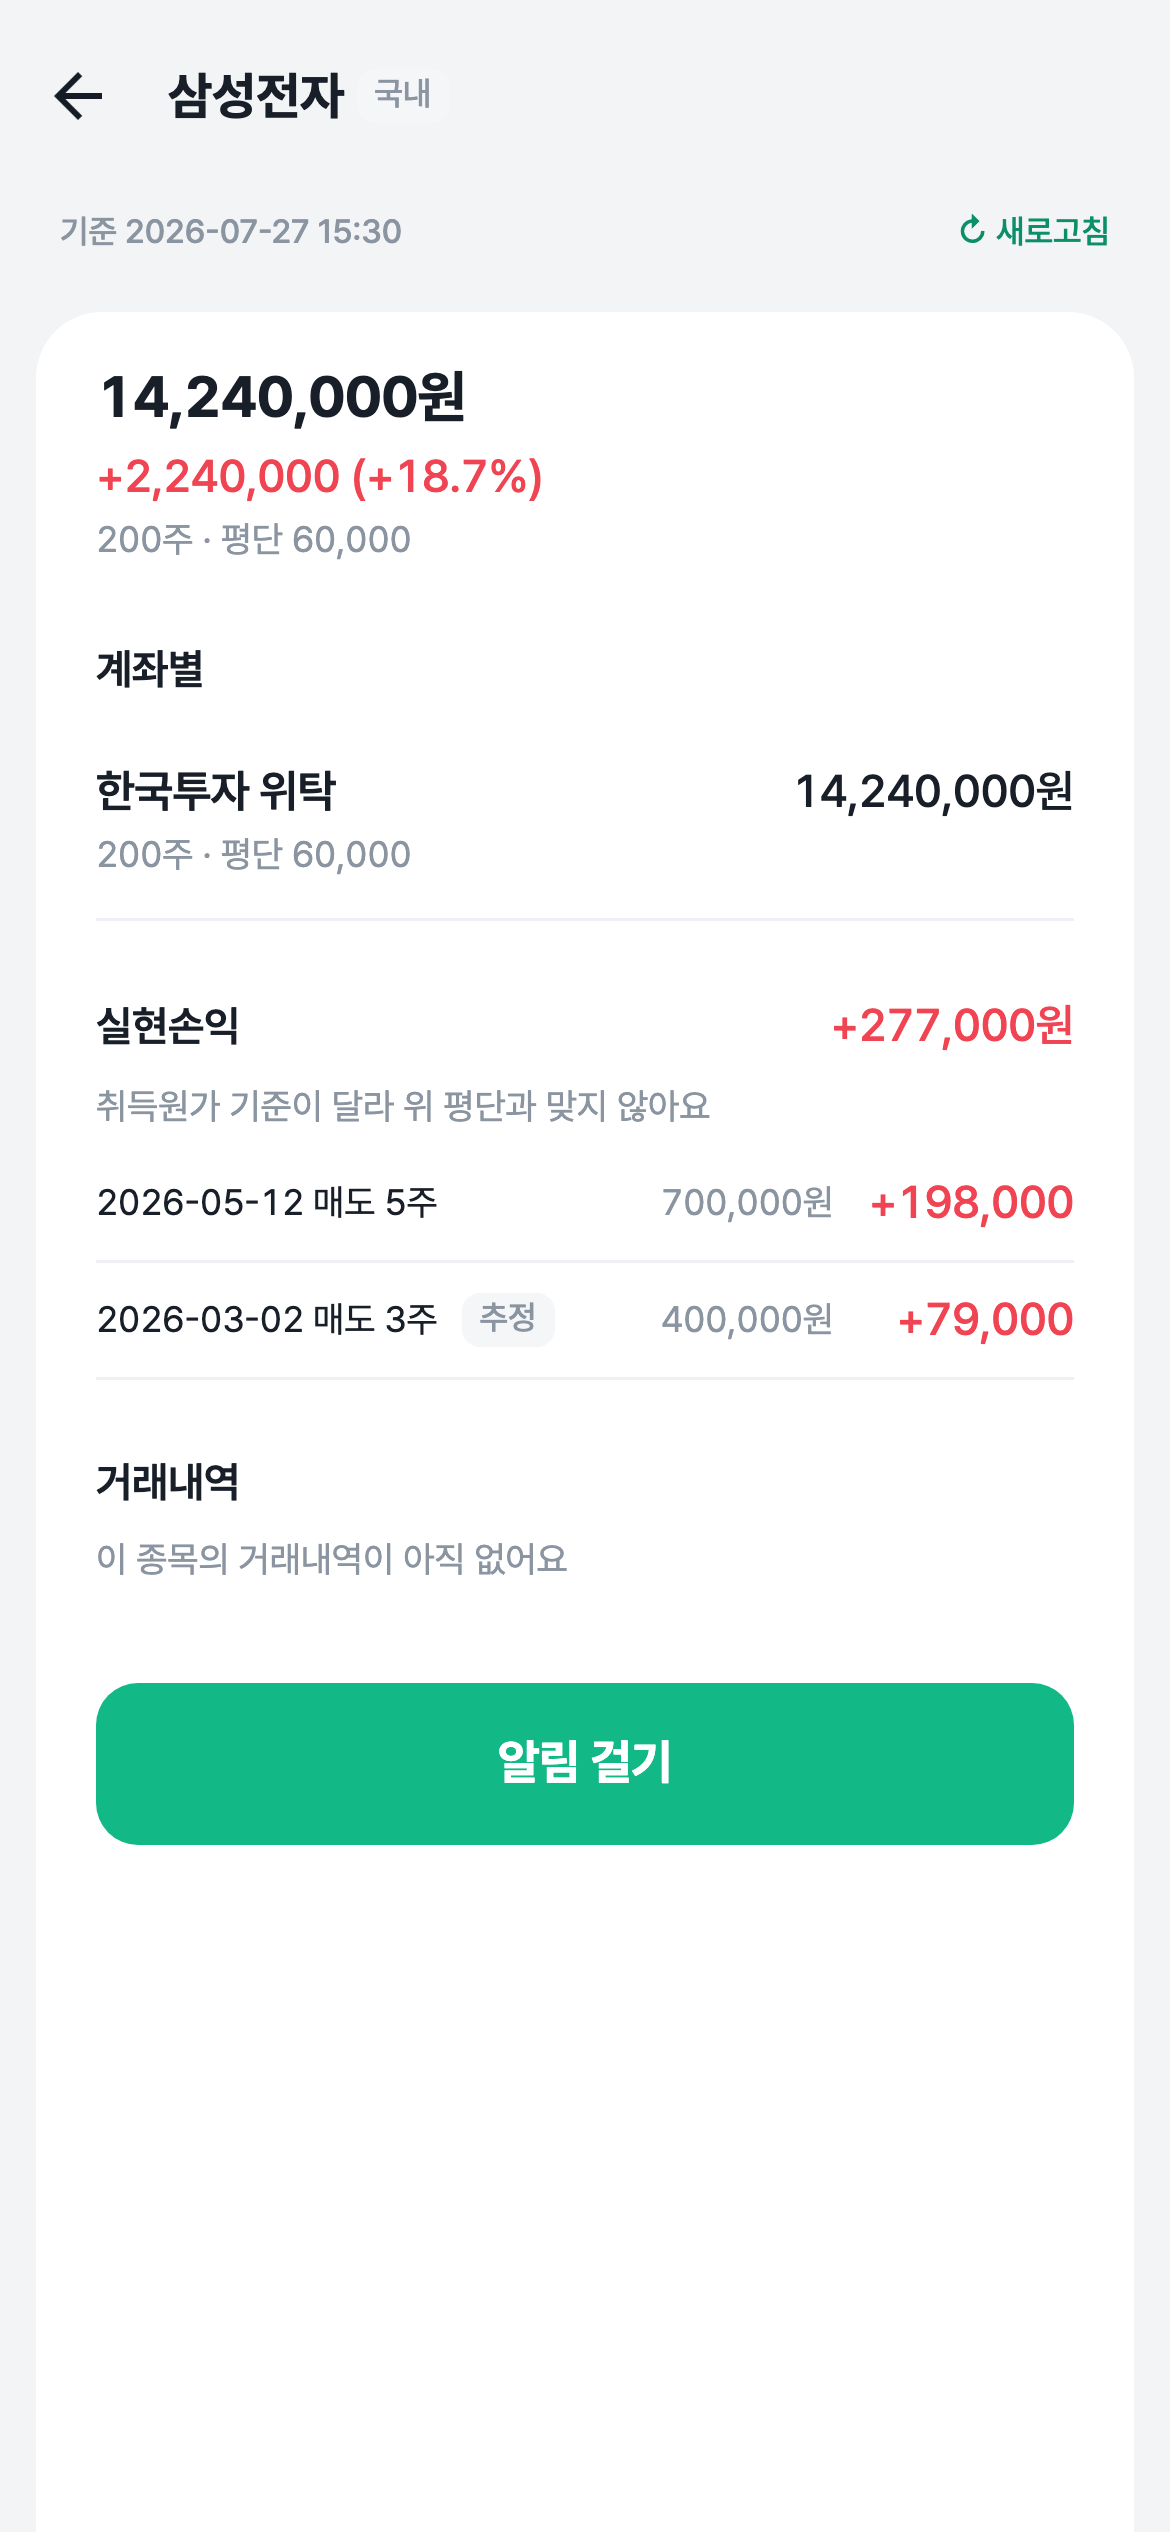 삼성전자 국내
기준 2026-07-27 15:30 새로고침
14,240,000원
+2,240,000 (+18.7%)
200주 · 평단 60,000
계좌별
한국투자 위탁 14,240,000원
200주 · 평단 60,000
실현손익 +277,000원
취득원가 기준이 달라 위 평단과 맞지 않아요
2026-05-12 매도 5주 700,000원 +198,000
2026-03-02 매도 3주 추정 400,000원 +79,000
거래내역
이 종목의 거래내역이 아직 없어요
알림 걸기